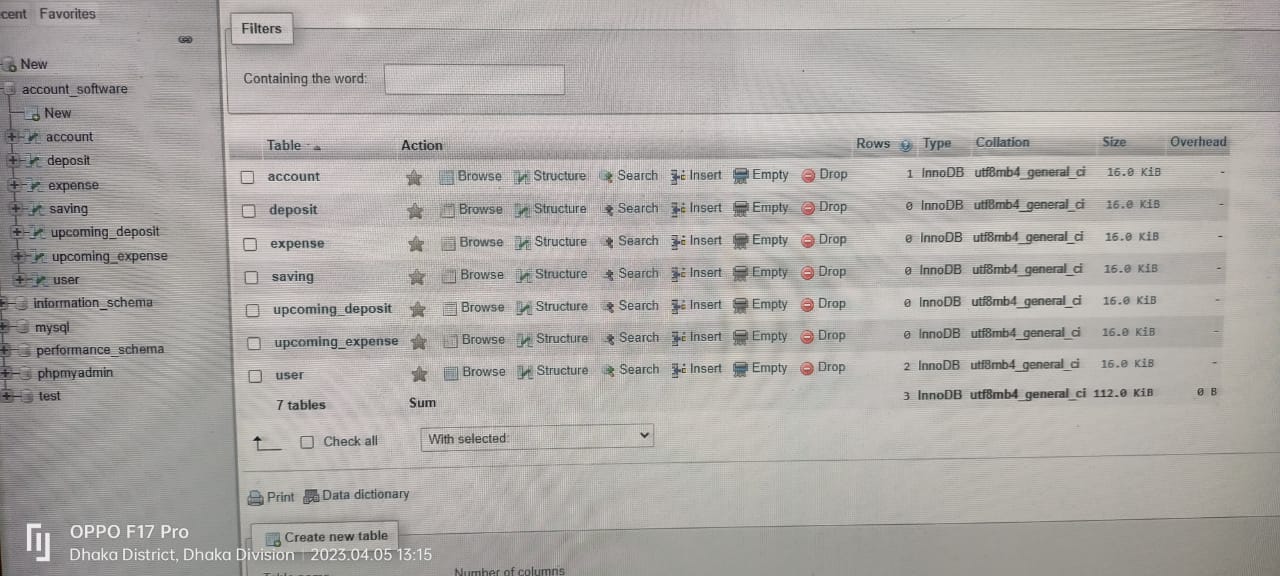 cent Favorites
New
account_software
New
account
deposit
expense
saving
upcoming_deposit
upcoming_expense
user
information_schema
mysql
performance_schema
phpmyadmin
test
Filters
Containing the word:
Table Action Rows Type Collation Size Overhead
account Browse Structure Search Insert Empty Drop 1 InnoDB utf8mb4_general_ci 16.0 KiB -
deposit Browse Structure Search Insert Empty Drop 0 InnoDB utf8mb4_general_ci 16.0 KiB -
expense Browse Structure Search Insert Empty Drop 0 InnoDB utf8mb4_general_ci 16.0 KiB -
saving Browse Structure Search Insert Empty Drop 0 InnoDB utf8mb4_general_ci 16.0 KiB -
upcoming_deposit Browse Structure Search Insert Empty Drop 0 InnoDB utf8mb4_general_ci 16.0 KiB -
upcoming_expense Browse Structure Search Insert Empty Drop 0 InnoDB utf8mb4_general_ci 16.0 KiB -
user Browse Structure Search Insert Empty Drop 2 InnoDB utf8mb4_general_ci 16.0 KiB -
7 tables Sum 3 InnoDB utf8mb4_general_ci 112.0 KiB 0 B
Check all With selected:
Print Data dictionary
Create new table
Number of columns
OPPO F17 Pro
Dhaka District, Dhaka Division | 2023.04.05 13:15